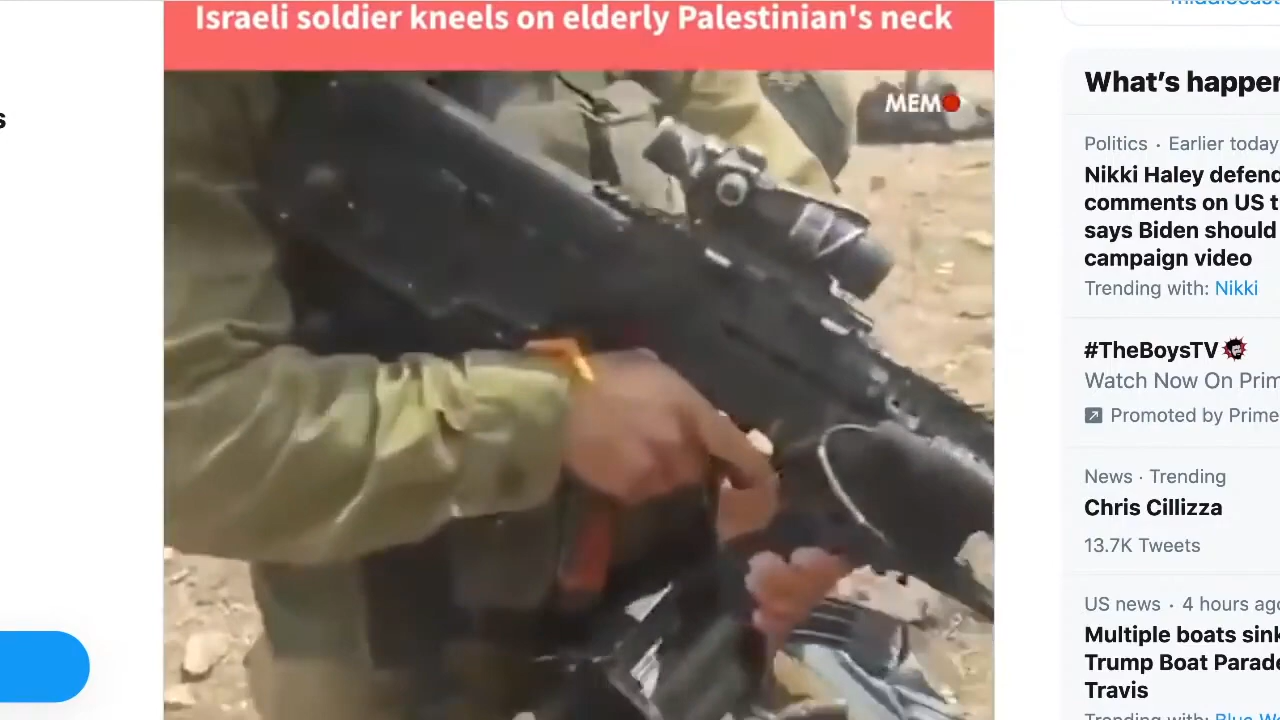 Israeli soldier kneels on elderly Palestinian's neck
MEMO
s
What's happen
Politics · Earlier today
Nikki Haley defend
comments on US t
says Biden should
campaign video
Trending with: Nikki
#TheBoysTV
Watch Now On Prim
Promoted by Prime
News · Trending
Chris Cillizza
13.7K Tweets
US news · 4 hours ago
Multiple boats sink
Trump Boat Parade
Travis